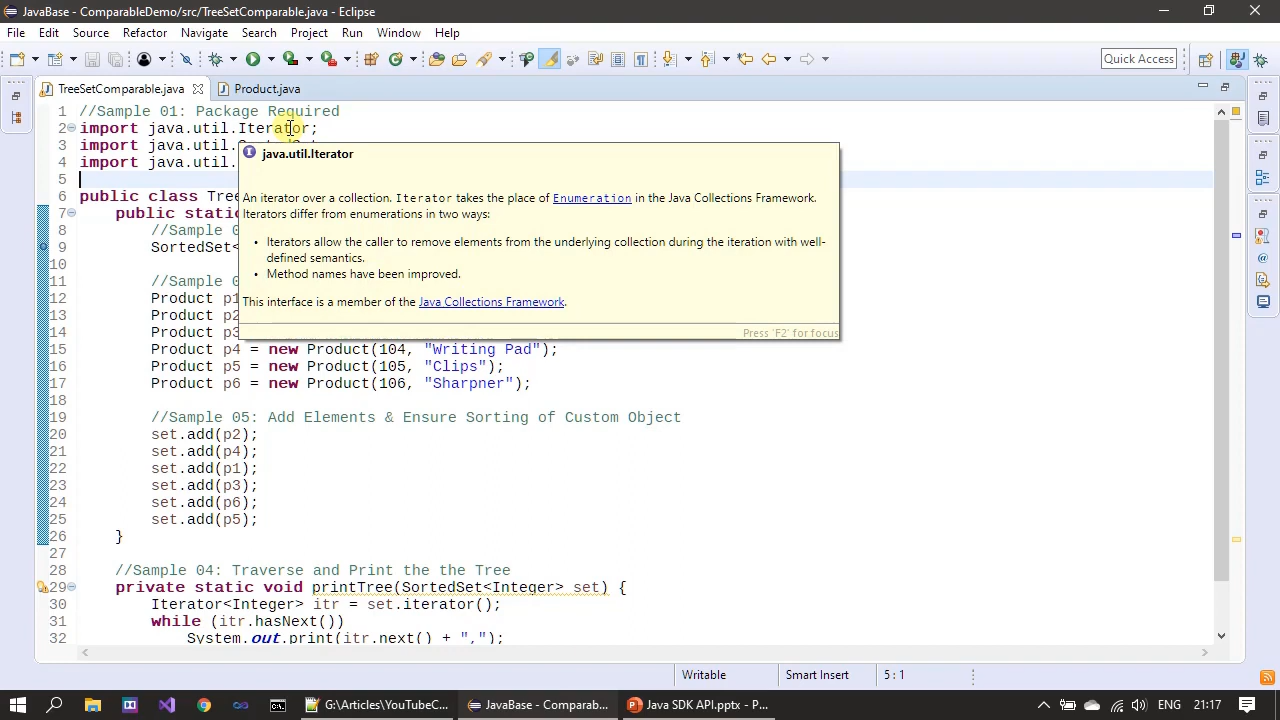 JavaBase - ComparableDemo/src/TreeSetComparable.java - Eclipse
File Edit Source Refactor Navigate Search Project Run Window Help
Quick Access
TreeSetComparable.java Product.java
1 //Sample 01: Package Required
2 import java.util.Iterator;
3 import java.util.
4 import java.util.
5
6 public class Tree
7 public static
8 //Sample 0
9 SortedSet<
10
11 //Sample 0
12 Product p1
13 Product p2
14 Product p3
java.util.Iterator
An iterator over a collection. Iterator takes the place of Enumeration in the Java Collections Framework.
Iterators differ from enumerations in two ways:
• Iterators allow the caller to remove elements from the underlying collection during the iteration with well-
defined semantics.
• Method names have been improved.
This interface is a member of the Java Collections Framework.
Press 'F2' for focus
15 Product p4 = new Product(104, "Writing Pad");
16 Product p5 = new Product(105, "Clips");
17 Product p6 = new Product(106, "Sharpner");
18
19 //Sample 05: Add Elements & Ensure Sorting of Custom Object
20 set.add(p2);
21 set.add(p4);
22 set.add(p1);
23 set.add(p3);
24 set.add(p6);
25 set.add(p5);
26 }
27
28 //Sample 04: Traverse and Print the the Tree
29 private static void printTree(SortedSet<Integer> set) {
30 Iterator<Integer> itr = set.iterator();
31 while (itr.hasNext())
32 System.out.print(itr.next() + ",");
Writable Smart Insert 5 : 1
G:\Articles\YouTubeC... JavaBase - Comparab... Java SDK API.pptx - P... ENG 21:17